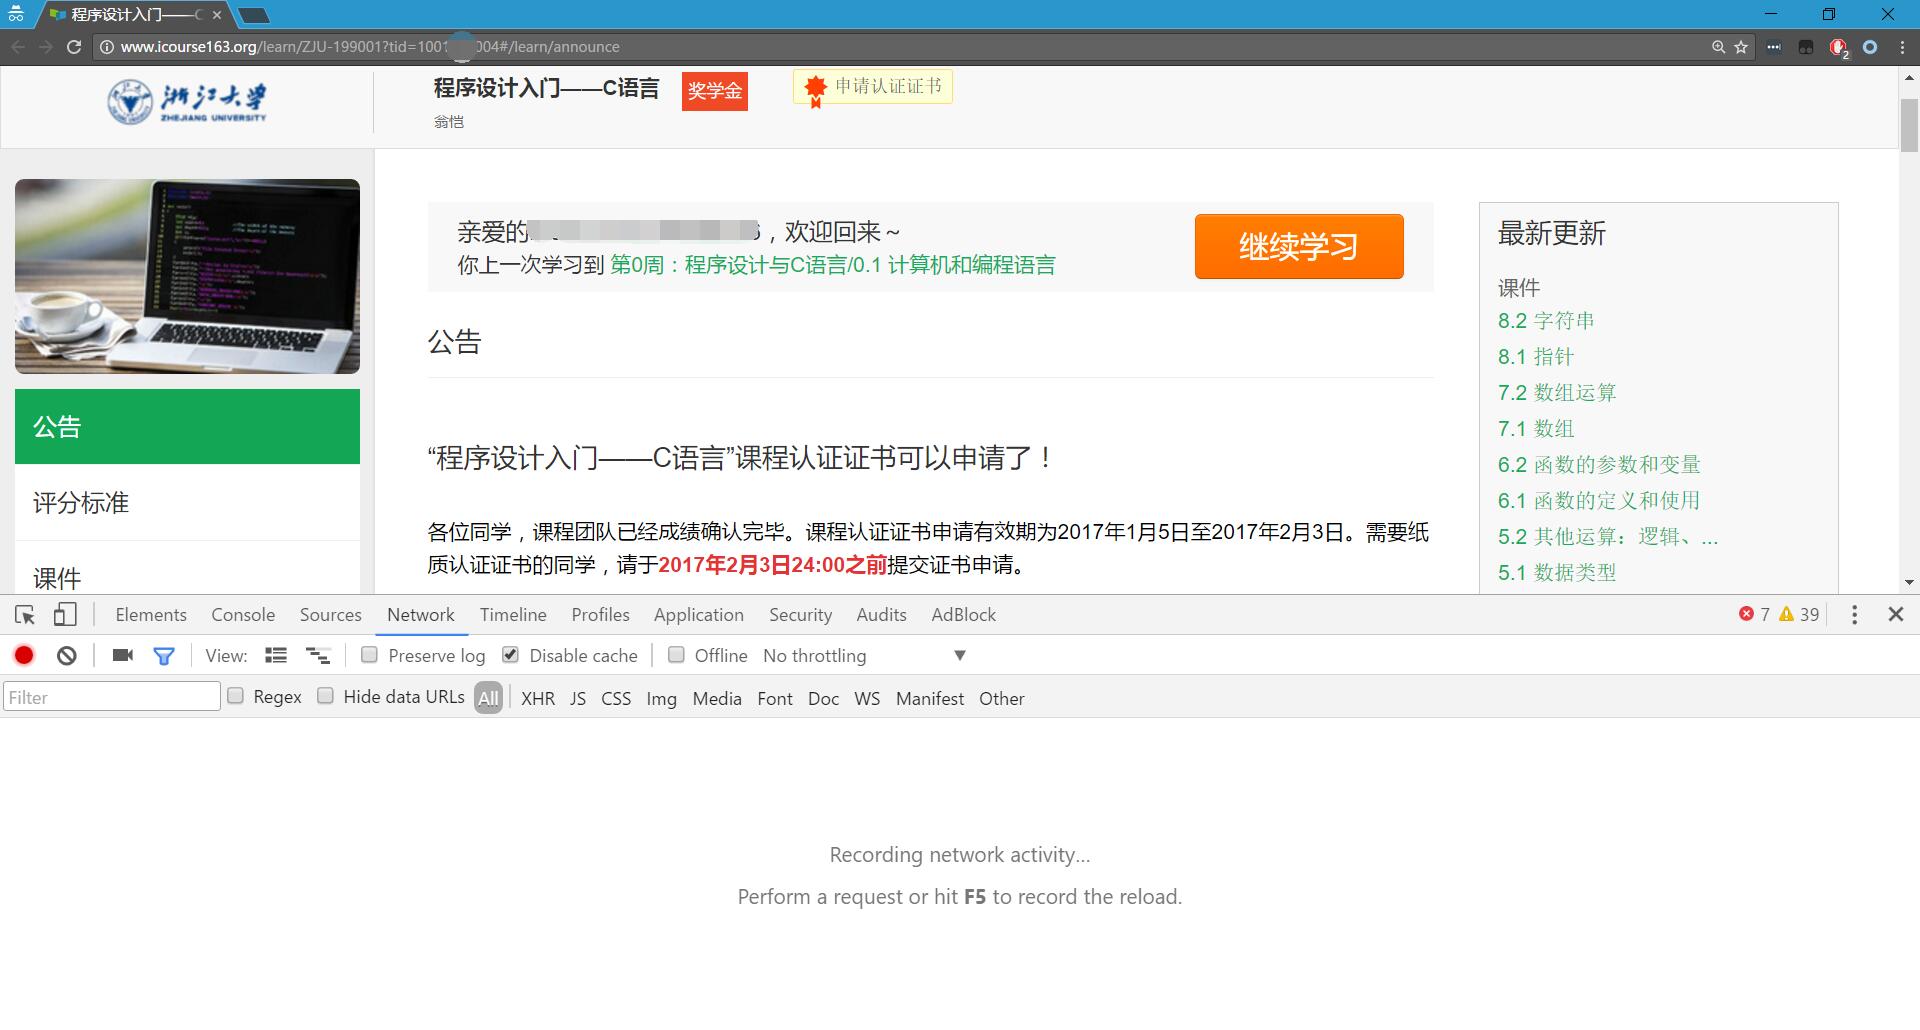 程序设计入门——C
www.icourse163.org/learn/ZJU-199001?tid=1001 004#/learn/announce
2
浙江大学
ZHEJIANG UNIVERSITY
程序设计入门——C语言
奖学金
申请认证证书
翁恺
亲爱的 ，欢迎回来～
你上一次学习到 第0周：程序设计与C语言/0.1 计算机和编程语言
继续学习
公告
“程序设计入门——C语言”课程认证证书可以申请了！
各位同学，课程团队已经成绩确认完毕。课程认证证书申请有效期为2017年1月5日至2017年2月3日。需要纸
质认证证书的同学，请于2017年2月3日24:00之前提交证书申请。
公告
评分标准
课件
最新更新
课件
8.2 字符串
8.1 指针
7.2 数组运算
7.1 数组
6.2 函数的参数和变量
6.1 函数的定义和使用
5.2 其他运算：逻辑、...
5.1 数据类型
Elements Console Sources Network Timeline Profiles Application Security Audits AdBlock 7 39
View: Preserve log Disable cache Offline No throttling
Filter Regex Hide data URLs All XHR JS CSS Img Media Font Doc WS Manifest Other
Recording network activity...
Perform a request or hit F5 to record the reload.